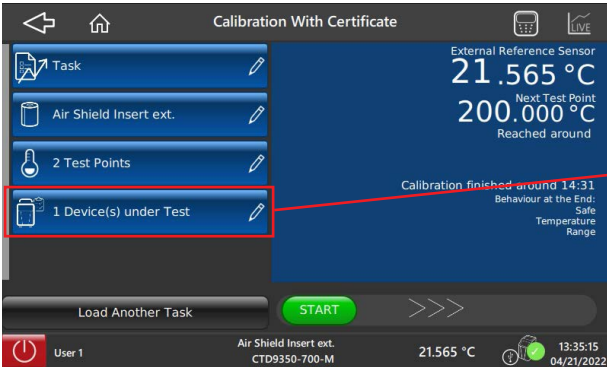 Calibration With Certificate
LIVE
Task
Air Shield Insert ext.
2 Test Points
1 Device(s) under Test
External Reference Sensor
21.565 °C
Next Test Point
200.000 °C
Reached around
Calibration finished around 14:31
Behaviour at the End:
Safe
Temperature
Range
Load Another Task
START
User 1
Air Shield Insert ext.
CTD9350-700-M
21.565 °C
13:35:15
04/21/2022